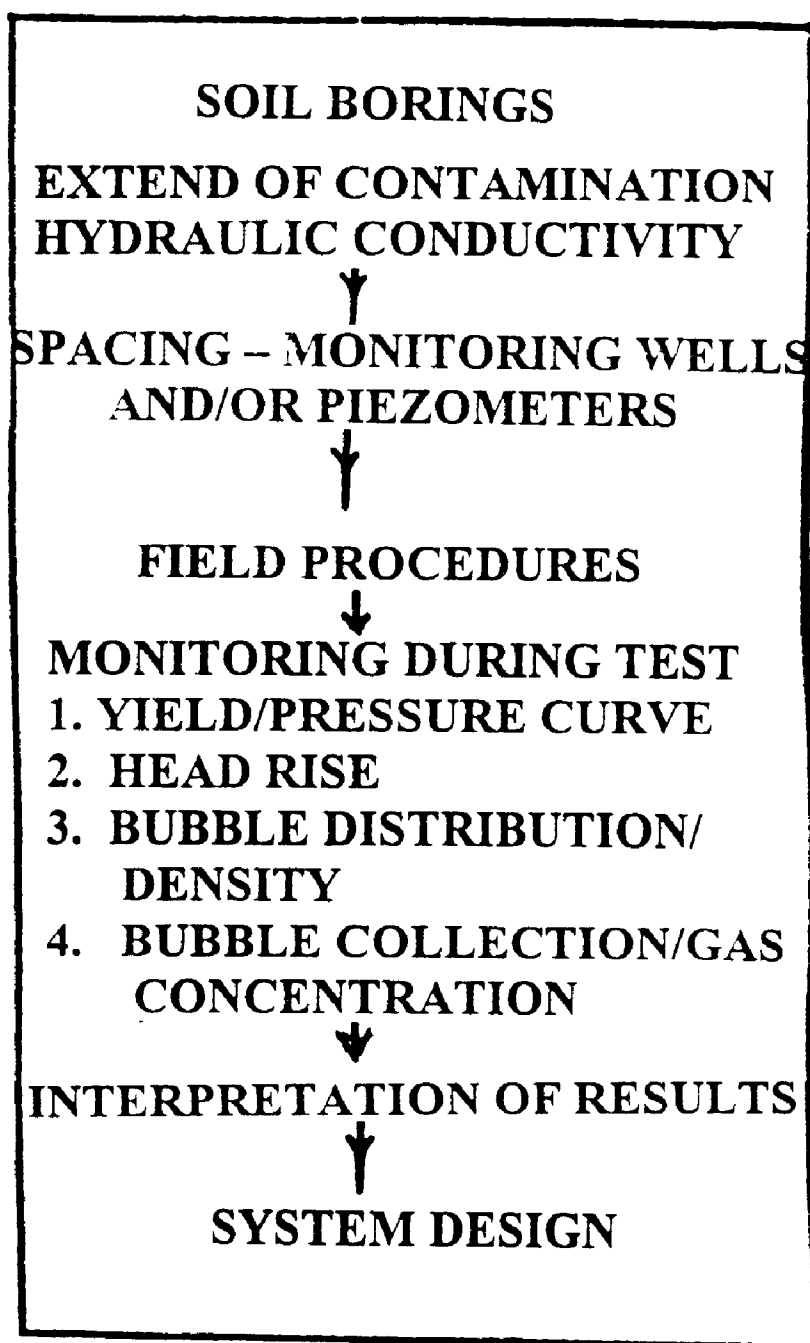 SOIL BORINGS
EXTEND OF CONTAMINATION
HYDRAULIC CONDUCTIVITY
SPACING – MONITORING WELLS
AND/OR PIEZOMETERS
FIELD PROCEDURES
MONITORING DURING TEST
1. YIELD/PRESSURE CURVE
2. HEAD RISE
3. BUBBLE DISTRIBUTION/
DENSITY
4. BUBBLE COLLECTION/GAS
CONCENTRATION
INTERPRETATION OF RESULTS
SYSTEM DESIGN